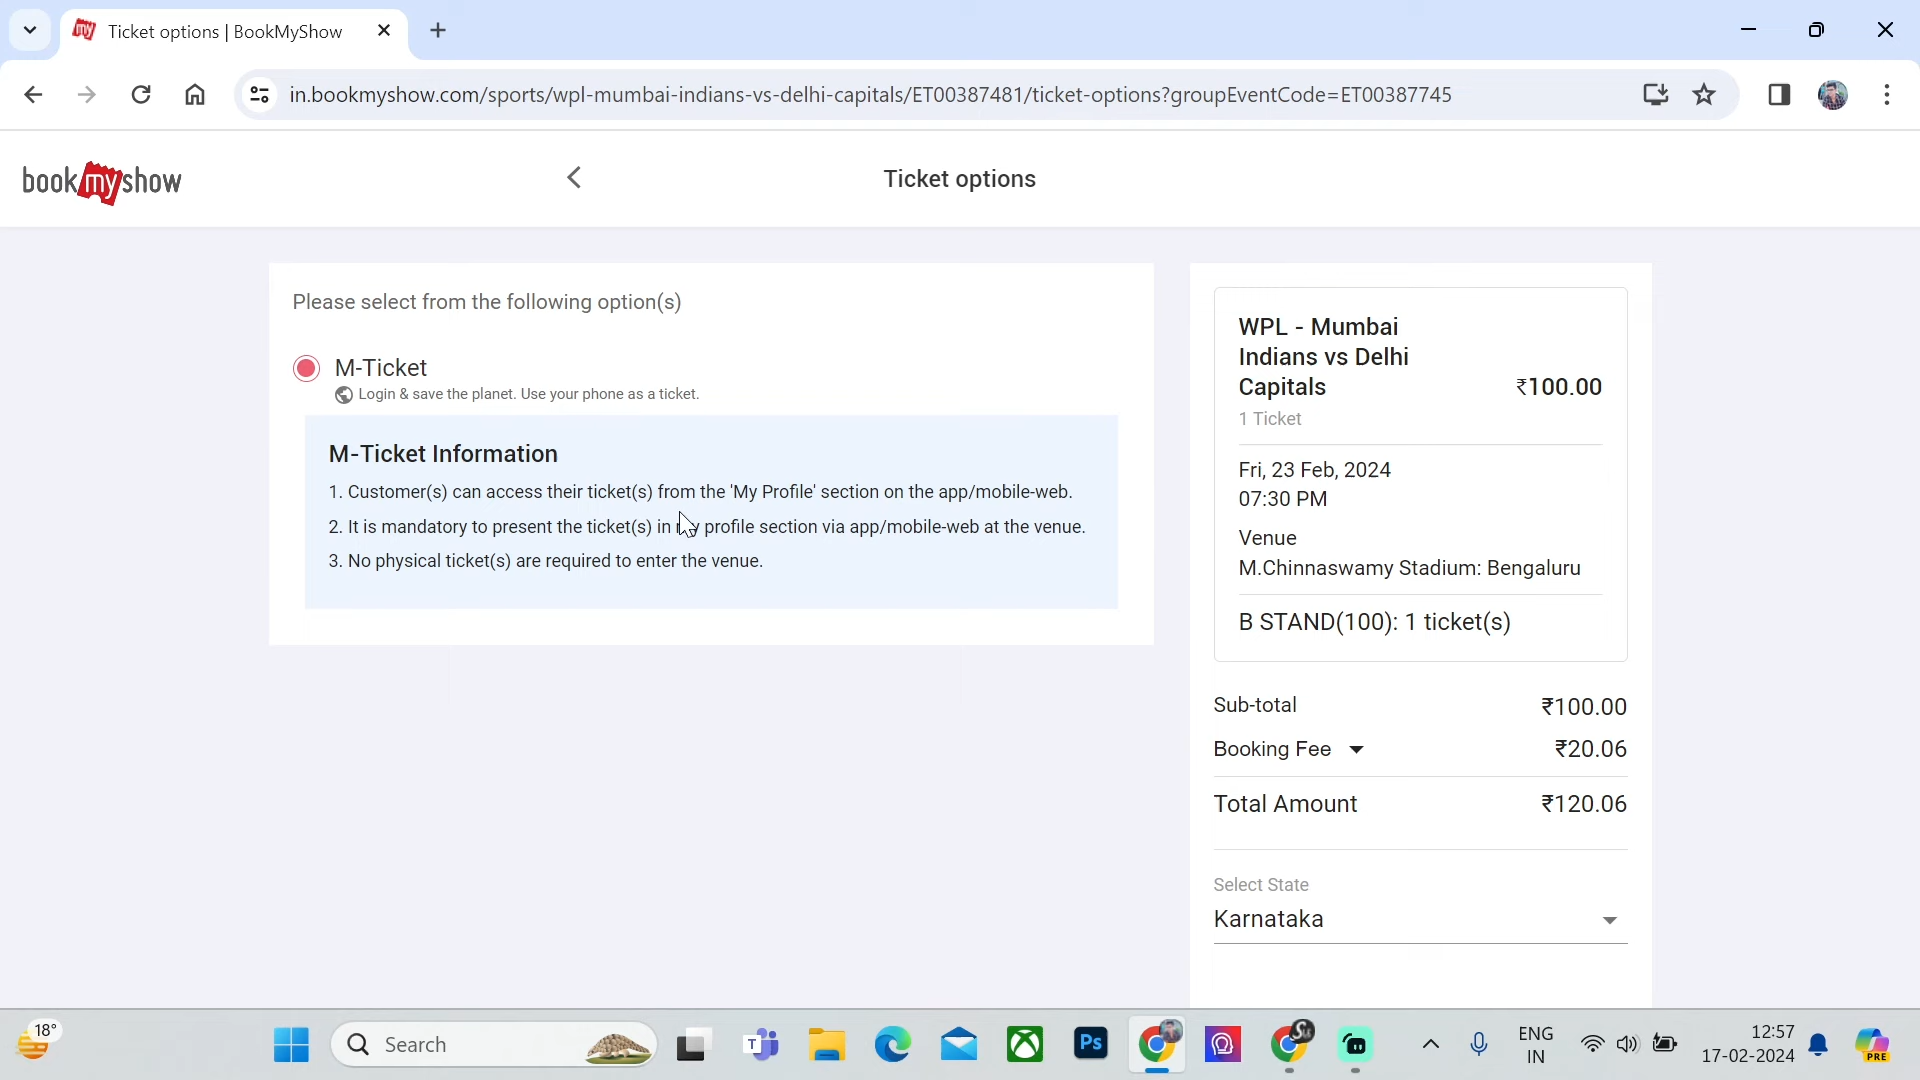 Ticket options | BookMyShow
in.bookmyshow.com/sports/wpl-mumbai-indians-vs-delhi-capitals/ET00387481/ticket-options?groupEventCode=ET00387745
book my show
Ticket options
Please select from the following option(s)
M-Ticket
Login & save the planet. Use your phone as a ticket.
M-Ticket Information
1. Customer(s) can access their ticket(s) from the 'My Profile' section on the app/mobile-web.
2. It is mandatory to present the ticket(s) in my profile section via app/mobile-web at the venue.
3. No physical ticket(s) are required to enter the venue.
WPL - Mumbai
Indians vs Delhi
Capitals ₹100.00
1 Ticket
Fri, 23 Feb, 2024
07:30 PM
Venue
M.Chinnaswamy Stadium: Bengaluru
B STAND(100): 1 ticket(s)
Sub-total ₹100.00
Booking Fee ₹20.06
Total Amount ₹120.06
Select State
Karnataka
18°
Search
T
Ps
ENG
IN
12:57
17-02-2024
PRE